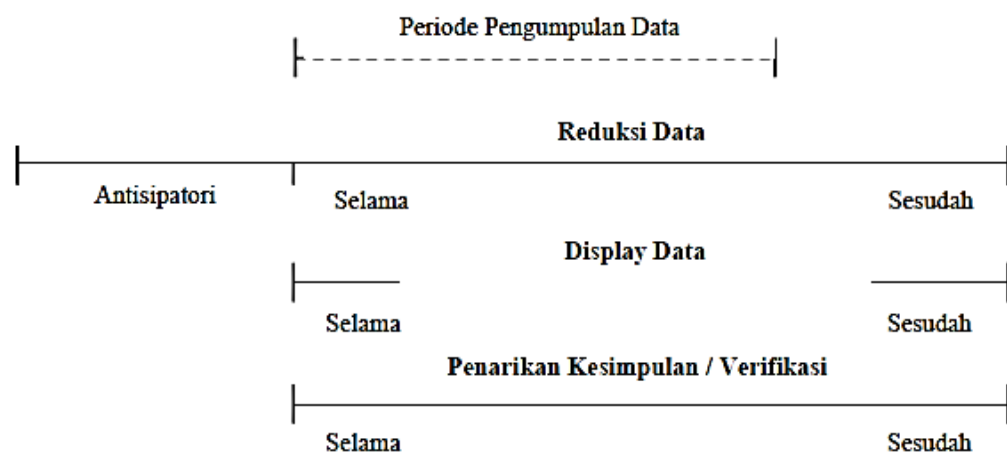 Periode Pengumpulan Data
Reduksi Data
Antisipatori
Selama
Sesudah
Display Data
Selama
Sesudah
Penarikan Kesimpulan / Verifikasi
Selama
Sesudah